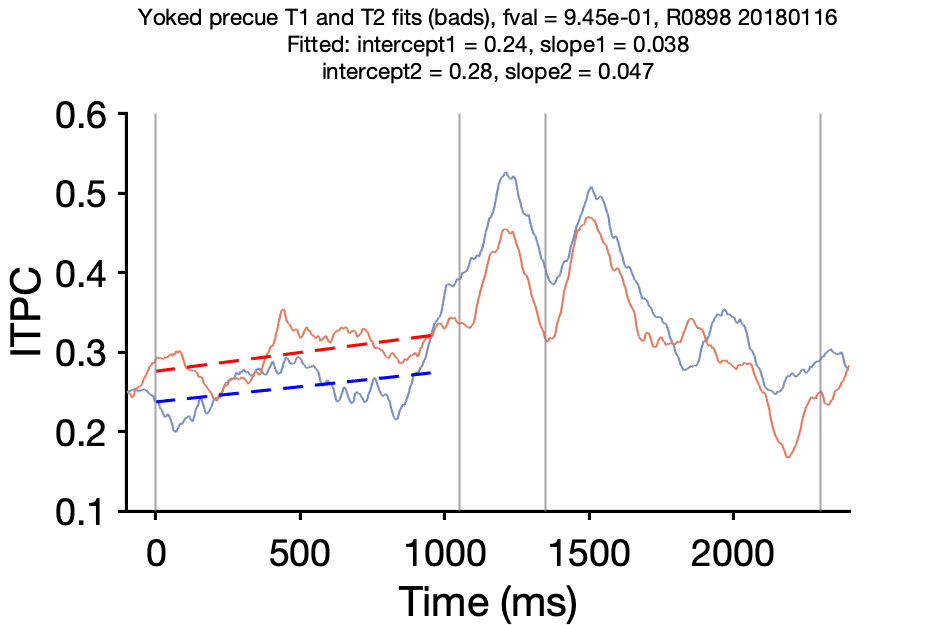 Yoked precue T1 and T2 fits (bads), fval = 9.45e-01, R0898 20180116
Fitted: intercept1 = 0.24, slope1 = 0.038
intercept2 = 0.28, slope2 = 0.047
0.6
0.5
0.4
0.3
0.2
0.1
ITPC
0 500 1000 1500 2000
Time (ms)